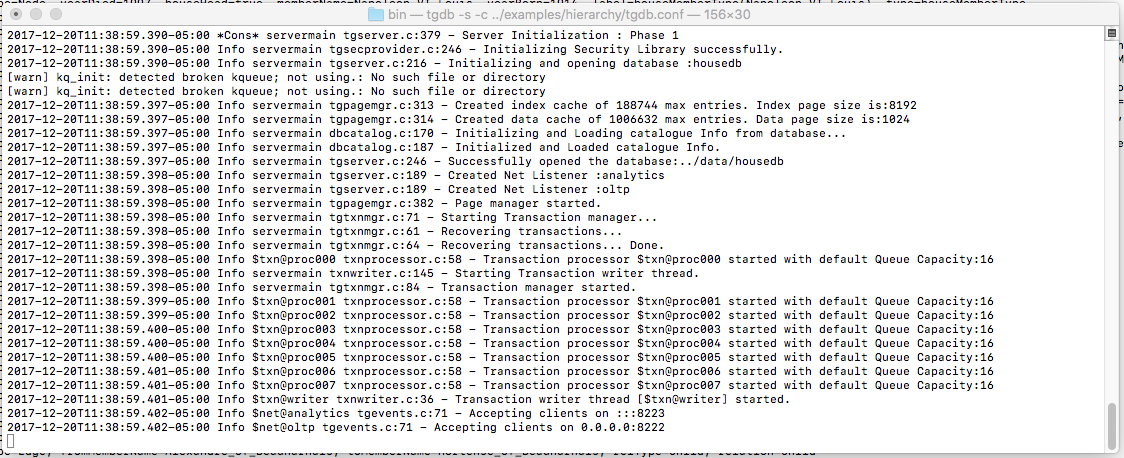 bin — tgdb -s -c ../examples/hierarchy/tgdb.conf — 156×30
2017-12-20T11:38:59.390-05:00 *Cons* servermain tgserver.c:379 - Server Initialization : Phase 1
2017-12-20T11:38:59.390-05:00 Info servermain tgsecprovider.c:246 - Initializing Security Library successfully.
2017-12-20T11:38:59.390-05:00 Info servermain tgserver.c:216 - Initializing and opening database :housedb
[warn] kq_init: detected broken kqueue; not using.: No such file or directory
[warn] kq_init: detected broken kqueue; not using.: No such file or directory
2017-12-20T11:38:59.397-05:00 Info servermain tgpagemgr.c:313 - Created index cache of 188744 max entries. Index page size is:8192
2017-12-20T11:38:59.397-05:00 Info servermain tgpagemgr.c:314 - Created data cache of 1006632 max entries. Data page size is:1024
2017-12-20T11:38:59.397-05:00 Info servermain dbcatalog.c:170 - Initializing and Loading catalogue Info from database...
2017-12-20T11:38:59.398-05:00 Info servermain dbcatalog.c:187 - Initialized and Loaded catalogue Info.
2017-12-20T11:38:59.398-05:00 Info servermain tgserver.c:246 - Successfully opened the database:../data/housedb
2017-12-20T11:38:59.398-05:00 Info servermain tgserver.c:189 - Created Net Listener :analytics
2017-12-20T11:38:59.398-05:00 Info servermain tgserver.c:189 - Created Net Listener :oltp
2017-12-20T11:38:59.398-05:00 Info servermain tgpagemgr.c:382 - Page manager started.
2017-12-20T11:38:59.398-05:00 Info servermain tgtxnmgr.c:71 - Starting Transaction manager...
2017-12-20T11:38:59.398-05:00 Info servermain tgtxnmgr.c:61 - Recovering transactions...
2017-12-20T11:38:59.398-05:00 Info servermain tgtxnmgr.c:64 - Recovering transactions... Done.
2017-12-20T11:38:59.398-05:00 Info $txn@proc000 txnprocessor.c:58 - Transaction processor $txn@proc000 started with default Queue Capacity:16
2017-12-20T11:38:59.398-05:00 Info servermain txnwriter.c:145 - Starting Transaction writer thread.
2017-12-20T11:38:59.398-05:00 Info servermain tgtxnmgr.c:84 - Transaction manager started.
2017-12-20T11:38:59.399-05:00 Info $txn@proc001 txnprocessor.c:58 - Transaction processor $txn@proc001 started with default Queue Capacity:16
2017-12-20T11:38:59.399-05:00 Info $txn@proc002 txnprocessor.c:58 - Transaction processor $txn@proc002 started with default Queue Capacity:16
2017-12-20T11:38:59.400-05:00 Info $txn@proc003 txnprocessor.c:58 - Transaction processor $txn@proc003 started with default Queue Capacity:16
2017-12-20T11:38:59.400-05:00 Info $txn@proc004 txnprocessor.c:58 - Transaction processor $txn@proc004 started with default Queue Capacity:16
2017-12-20T11:38:59.400-05:00 Info $txn@proc005 txnprocessor.c:58 - Transaction processor $txn@proc005 started with default Queue Capacity:16
2017-12-20T11:38:59.401-05:00 Info $txn@proc006 txnprocessor.c:58 - Transaction processor $txn@proc006 started with default Queue Capacity:16
2017-12-20T11:38:59.401-05:00 Info $txn@proc007 txnprocessor.c:58 - Transaction processor $txn@proc007 started with default Queue Capacity:16
2017-12-20T11:38:59.401-05:00 Info $txn@writer txnwriter.c:36 - Transaction writer thread [$txn@writer] started.
2017-12-20T11:38:59.402-05:00 Info $net@analytics tgevents.c:71 - Accepting clients on :::8223
2017-12-20T11:38:59.402-05:00 Info $net@oltp tgevents.c:71 - Accepting clients on 0.0.0.0:8222